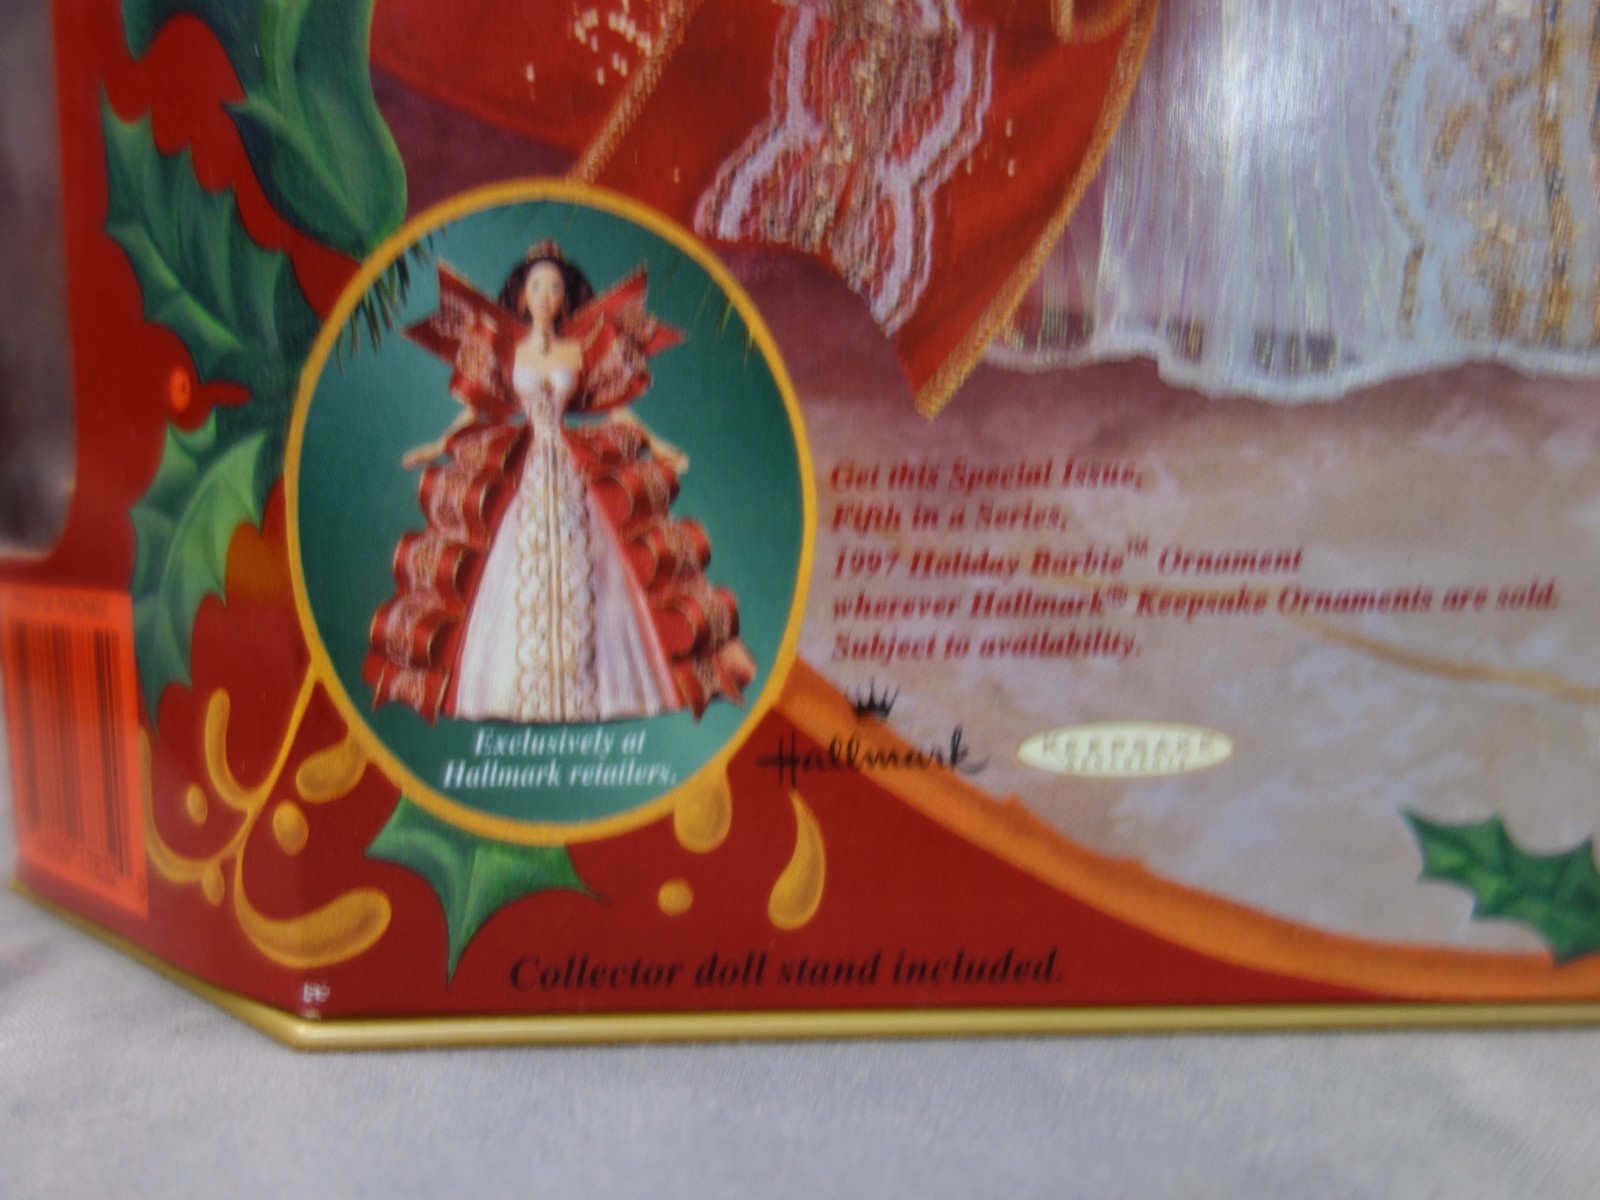 Get this Special Issue,
Fifth in a Series,
1997 Holiday Barbie™ Ornament
wherever Hallmark® Keepsake Ornaments are sold.
Subject to availability.
Exclusively at
Hallmark retailers.
Hallmark
KEEPSAKE
Collector doll stand included.